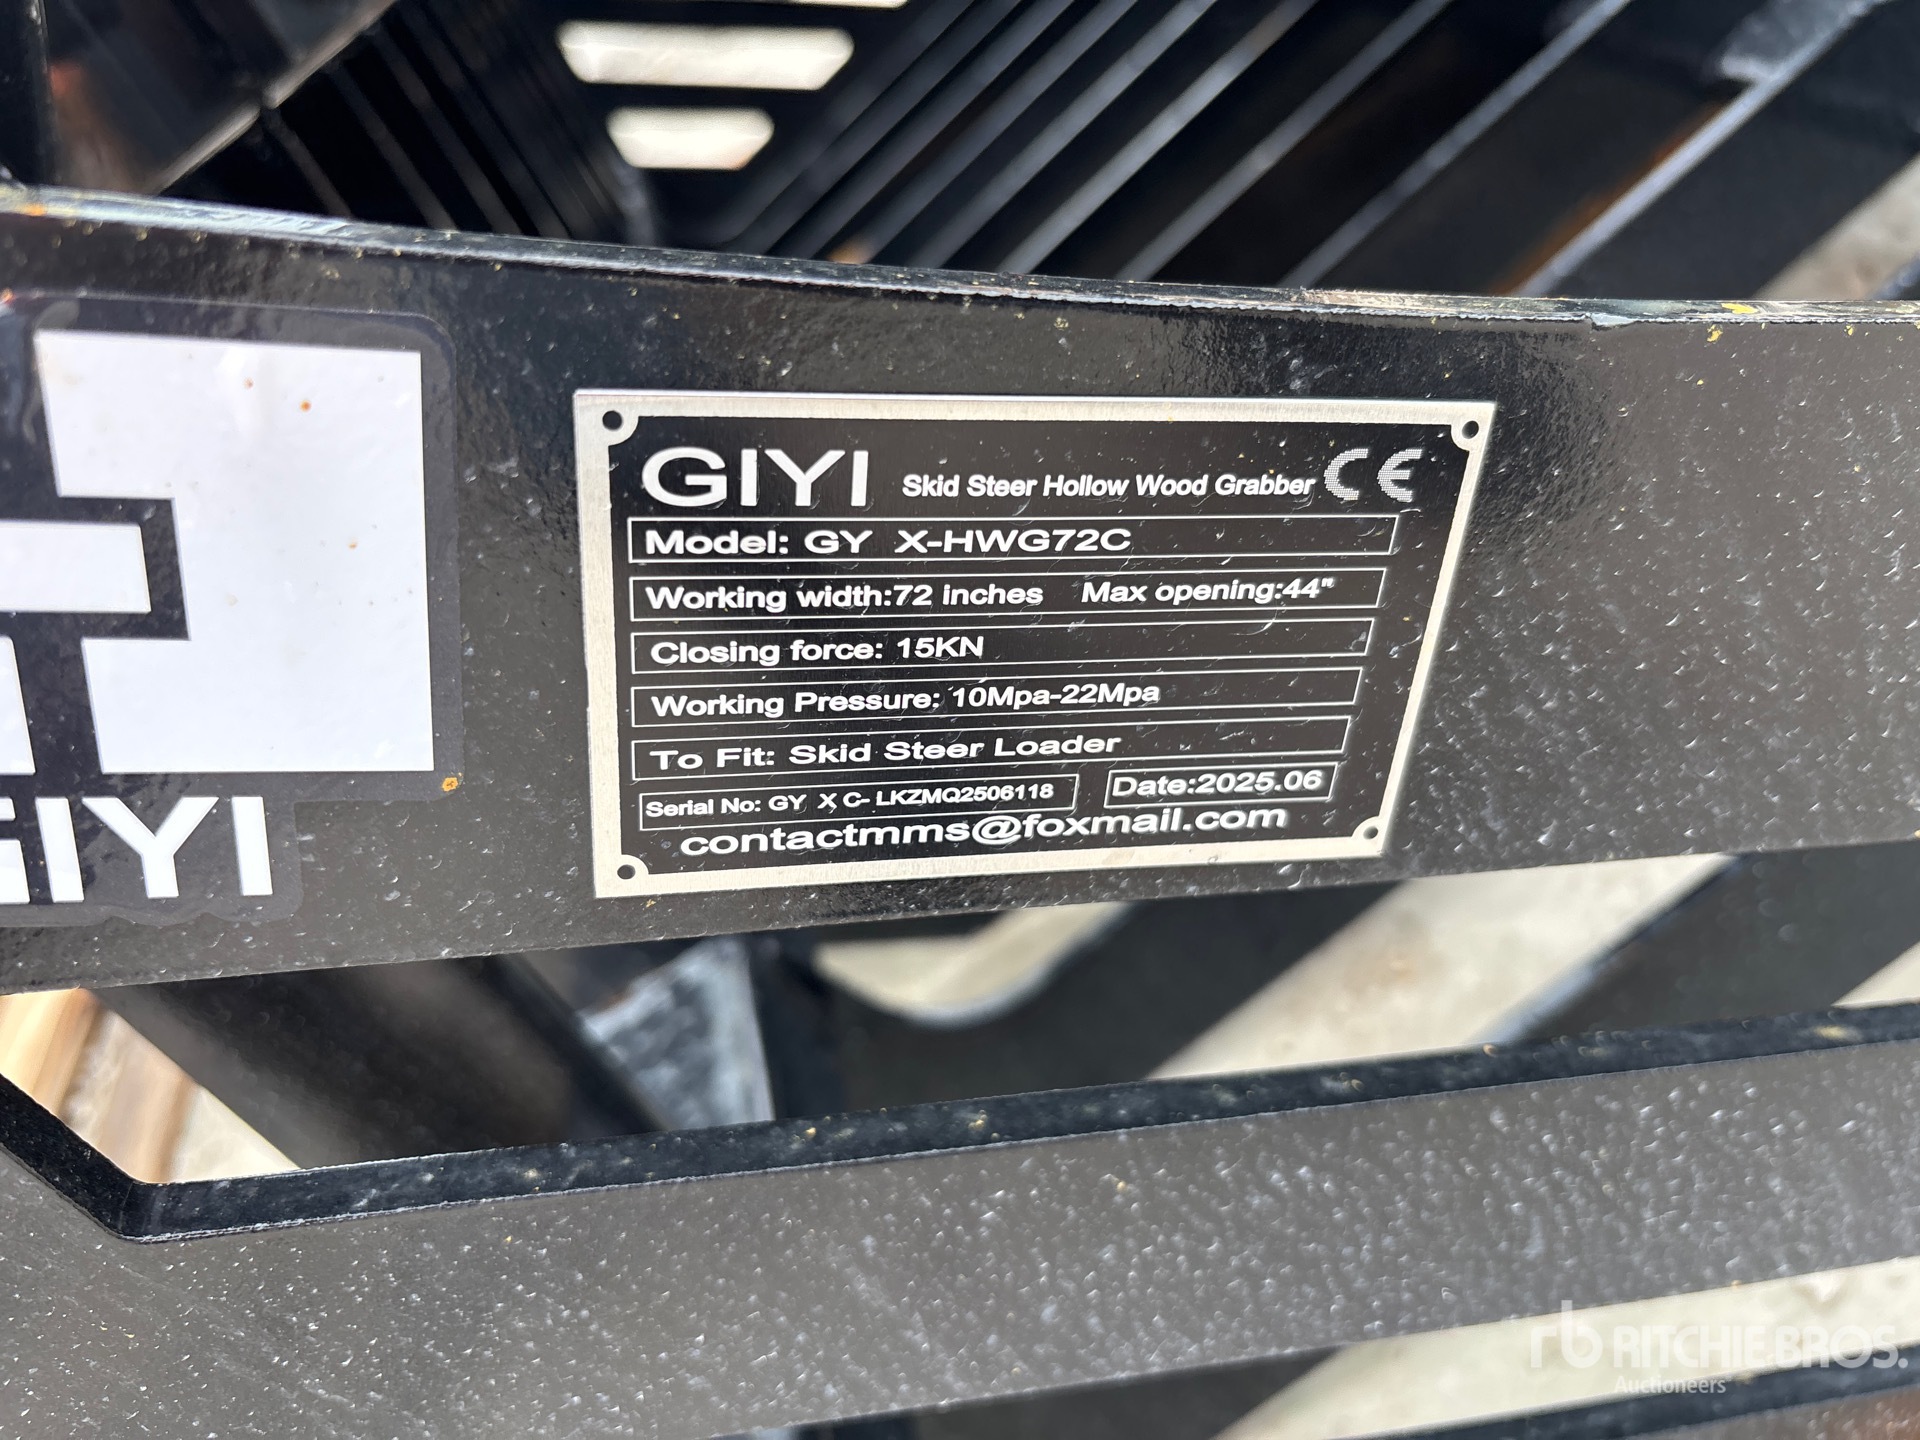 GIYI Skid Steer Hollow Wood Grabber CE
Model: GY X-HWG72C
Working width:72 inches Max opening:44"
Closing force: 15KN
Working Pressure: 10Mpa-22Mpa
To Fit: Skid Steer Loader
Serial No: GY X C- LKZMQ2506118 Date:2025.06
contactmms@foxmail.com
GIYI
rb RITCHIE BROS.
Auctioneers